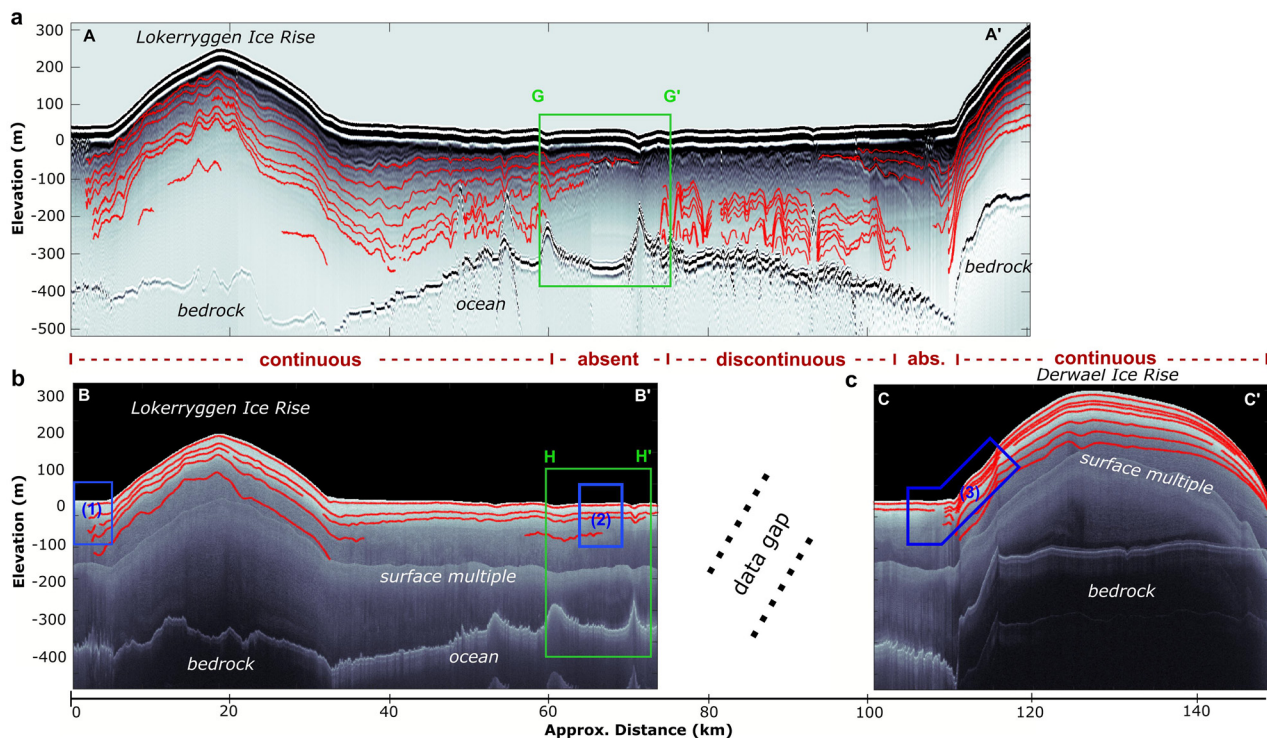 a
A
Lokerryggen Ice Rise
A'
G
G'
300
200
100
0
-100
-200
-300
-400
-500
Elevation (m)
bedrock
ocean
bedrock
continuous
absent
discontinuous
abs.
continuous
b
B
Lokerryggen Ice Rise
B'
H
H'
300
200
100
0
-100
-200
-300
-400
Elevation (m)
(1)
(2)
surface multiple
bedrock
ocean
data gap
c
Derwael Ice Rise
C
C'
surface multiple
(3)
bedrock
0
20
40
60
80
100
120
140
Approx. Distance (km)